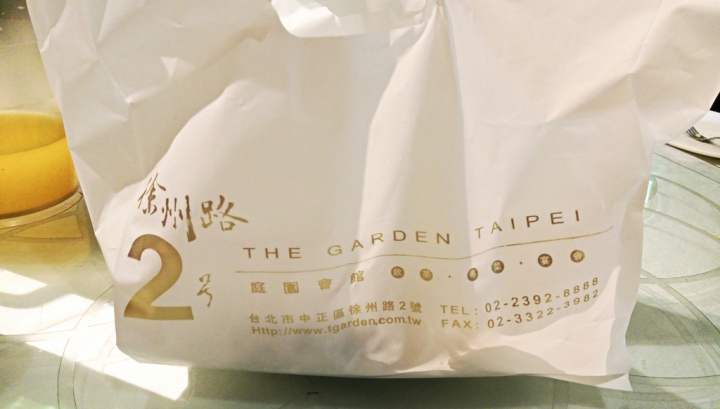 徐州路
2号
THE GARDEN TAIPEI
庭園會館
台北市中正區徐州路2號 TEL: 02-2392-8888
Http://www.tgarden.com.tw FAX: 02-3322-3982